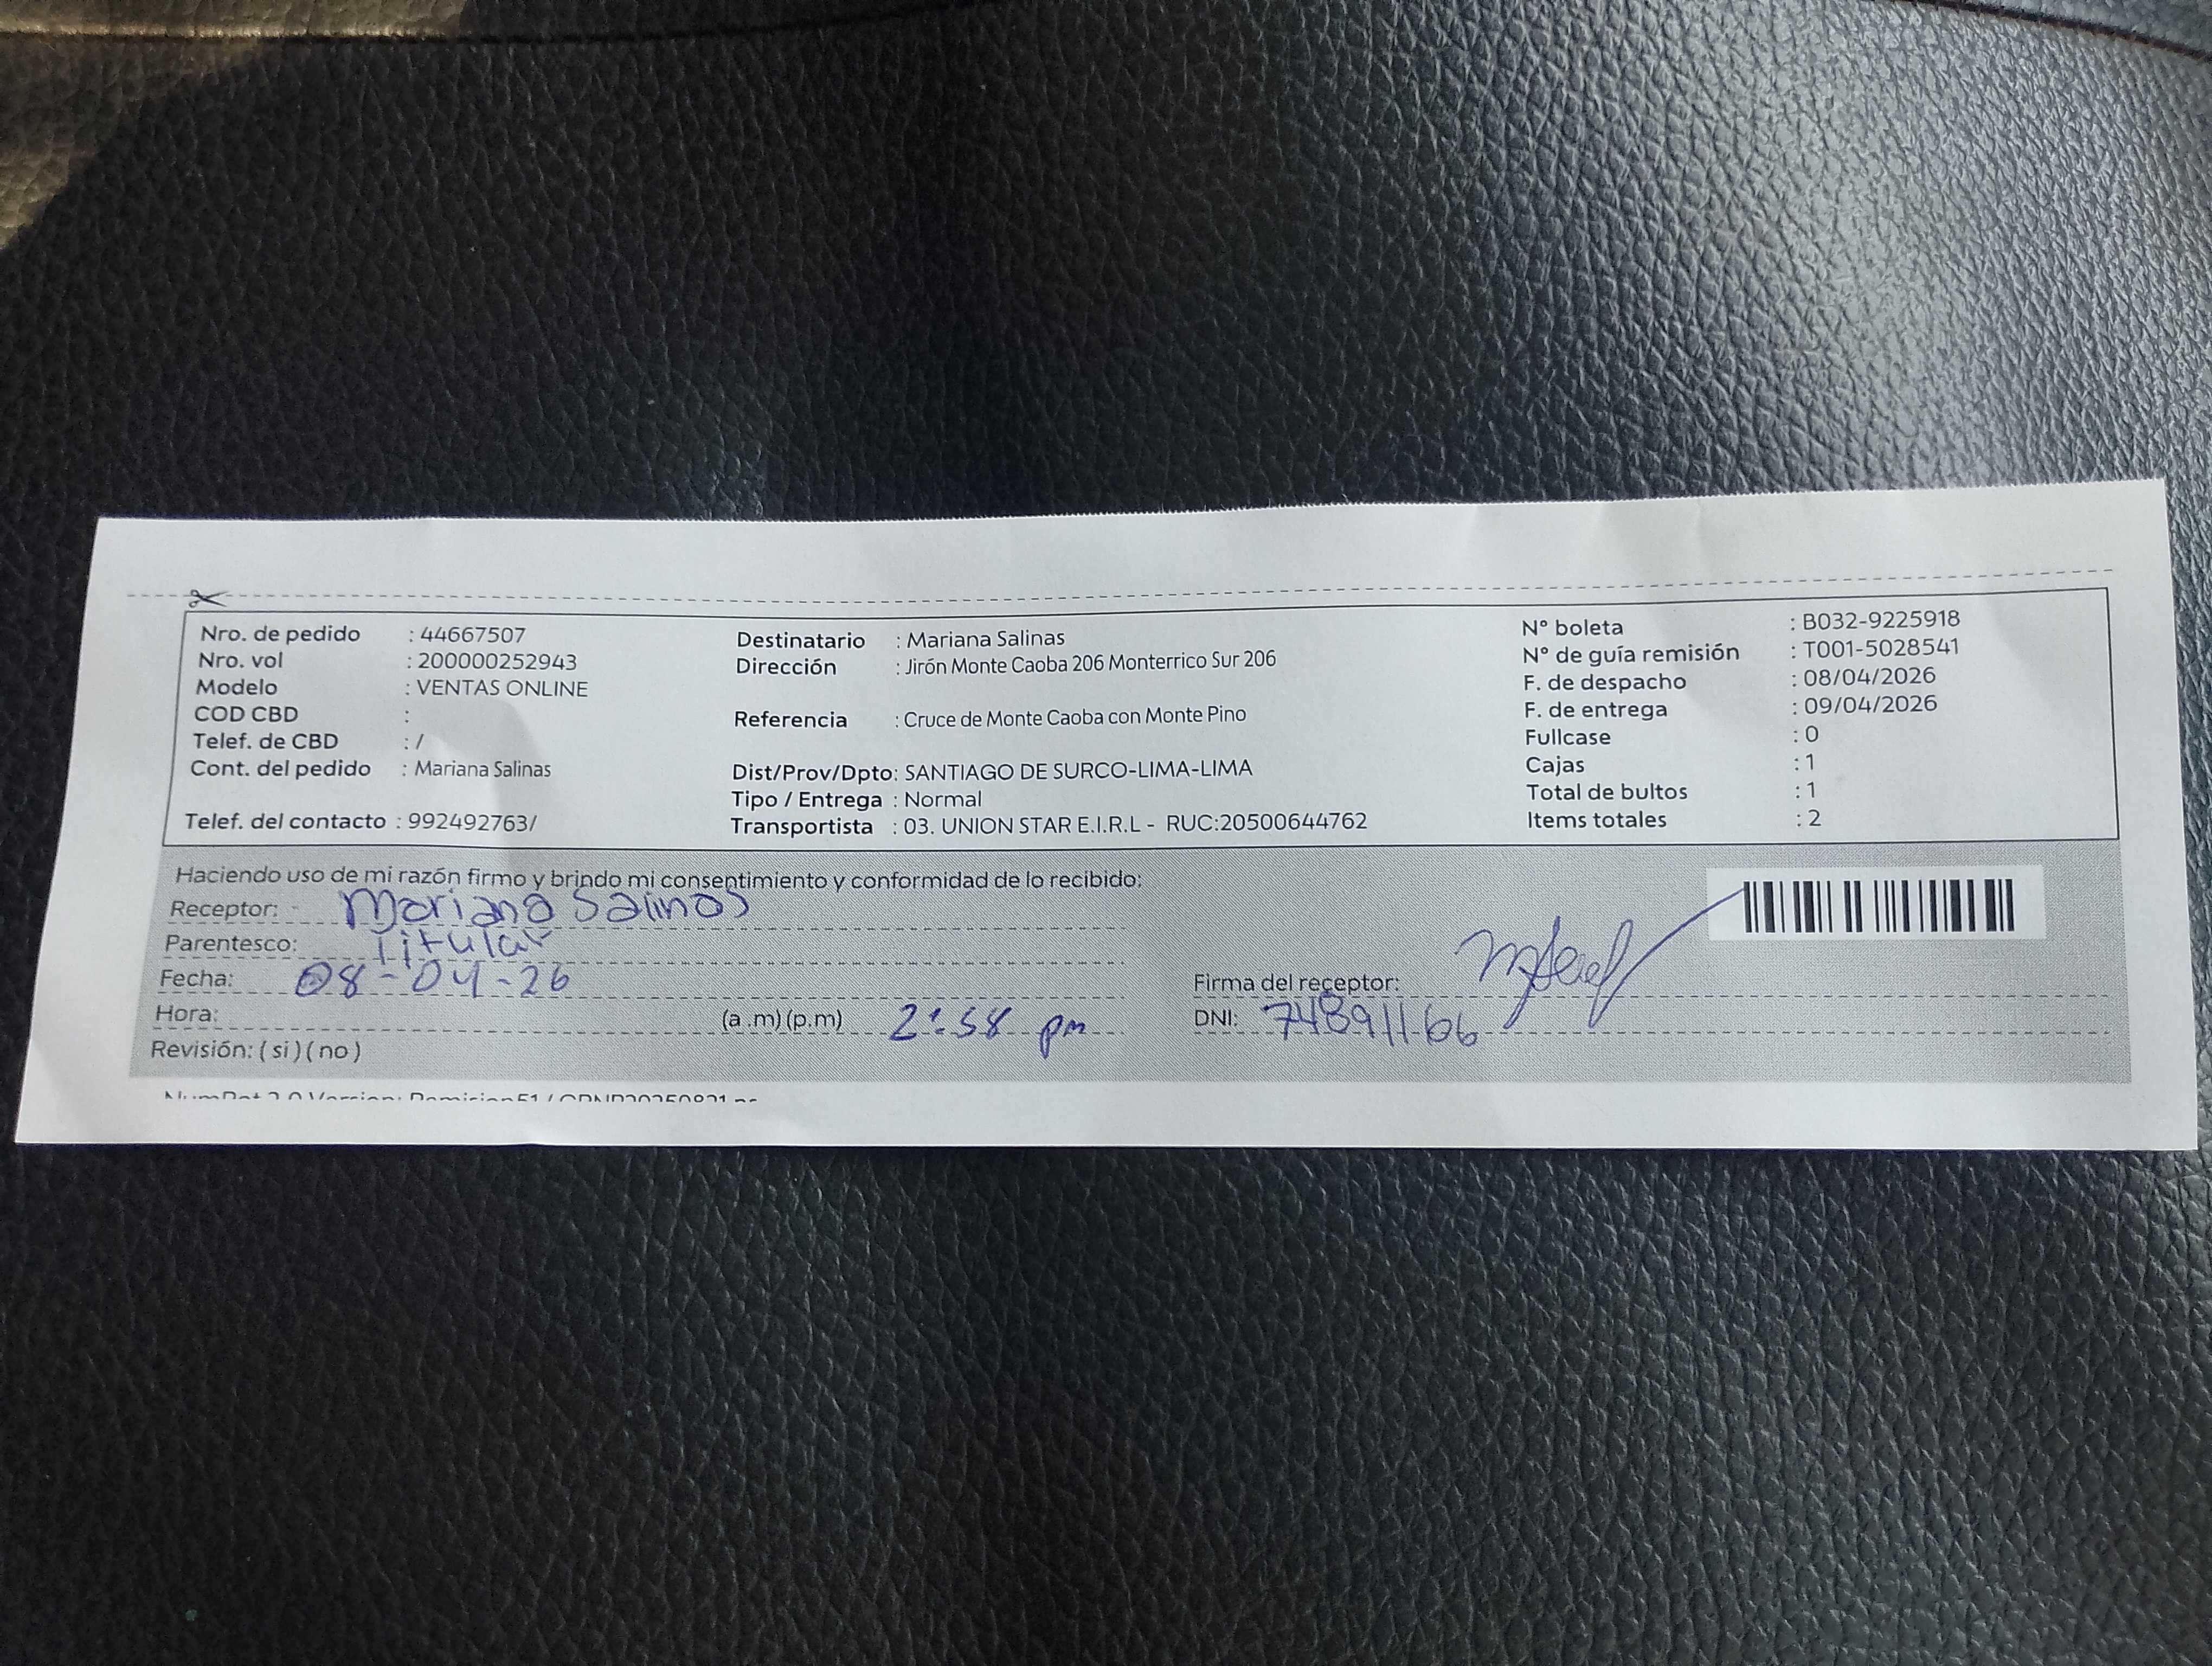 Nro. de pedido : 44667507
Nro. vol : 200000252943
Modelo : VENTAS ONLINE
COD CBD :
Telef. de CBD : /
Cont. del pedido : Mariana Salinas
Telef. del contacto : 992492763/
Destinatario : Mariana Salinas
Dirección : Jirón Monte Caoba 206 Monterrico Sur 206
Referencia : Cruce de Monte Caoba con Monte Pino
Dist/Prov/Dpto: SANTIAGO DE SURCO-LIMA-LIMA
Tipo / Entrega : Normal
Transportista : 03. UNION STAR E.I.R.L - RUC:20500644762
N° boleta : B032-9225918
N° de guía remisión : T001-5028541
F. de despacho : 08/04/2026
F. de entrega : 09/04/2026
Fullcase : 0
Cajas : 1
Total de bultos : 1
Items totales : 2
Haciendo uso de mi razón firmo y brindo mi consentimiento y conformidad de lo recibido:
Receptor: Mariana Salinas
Parentesco: Titular
Fecha: 08-04-26
Hora: (a .m) (p.m) 2:58 pm
Revisión: ( si ) ( no )
Firma del receptor:
DNI: 74891166